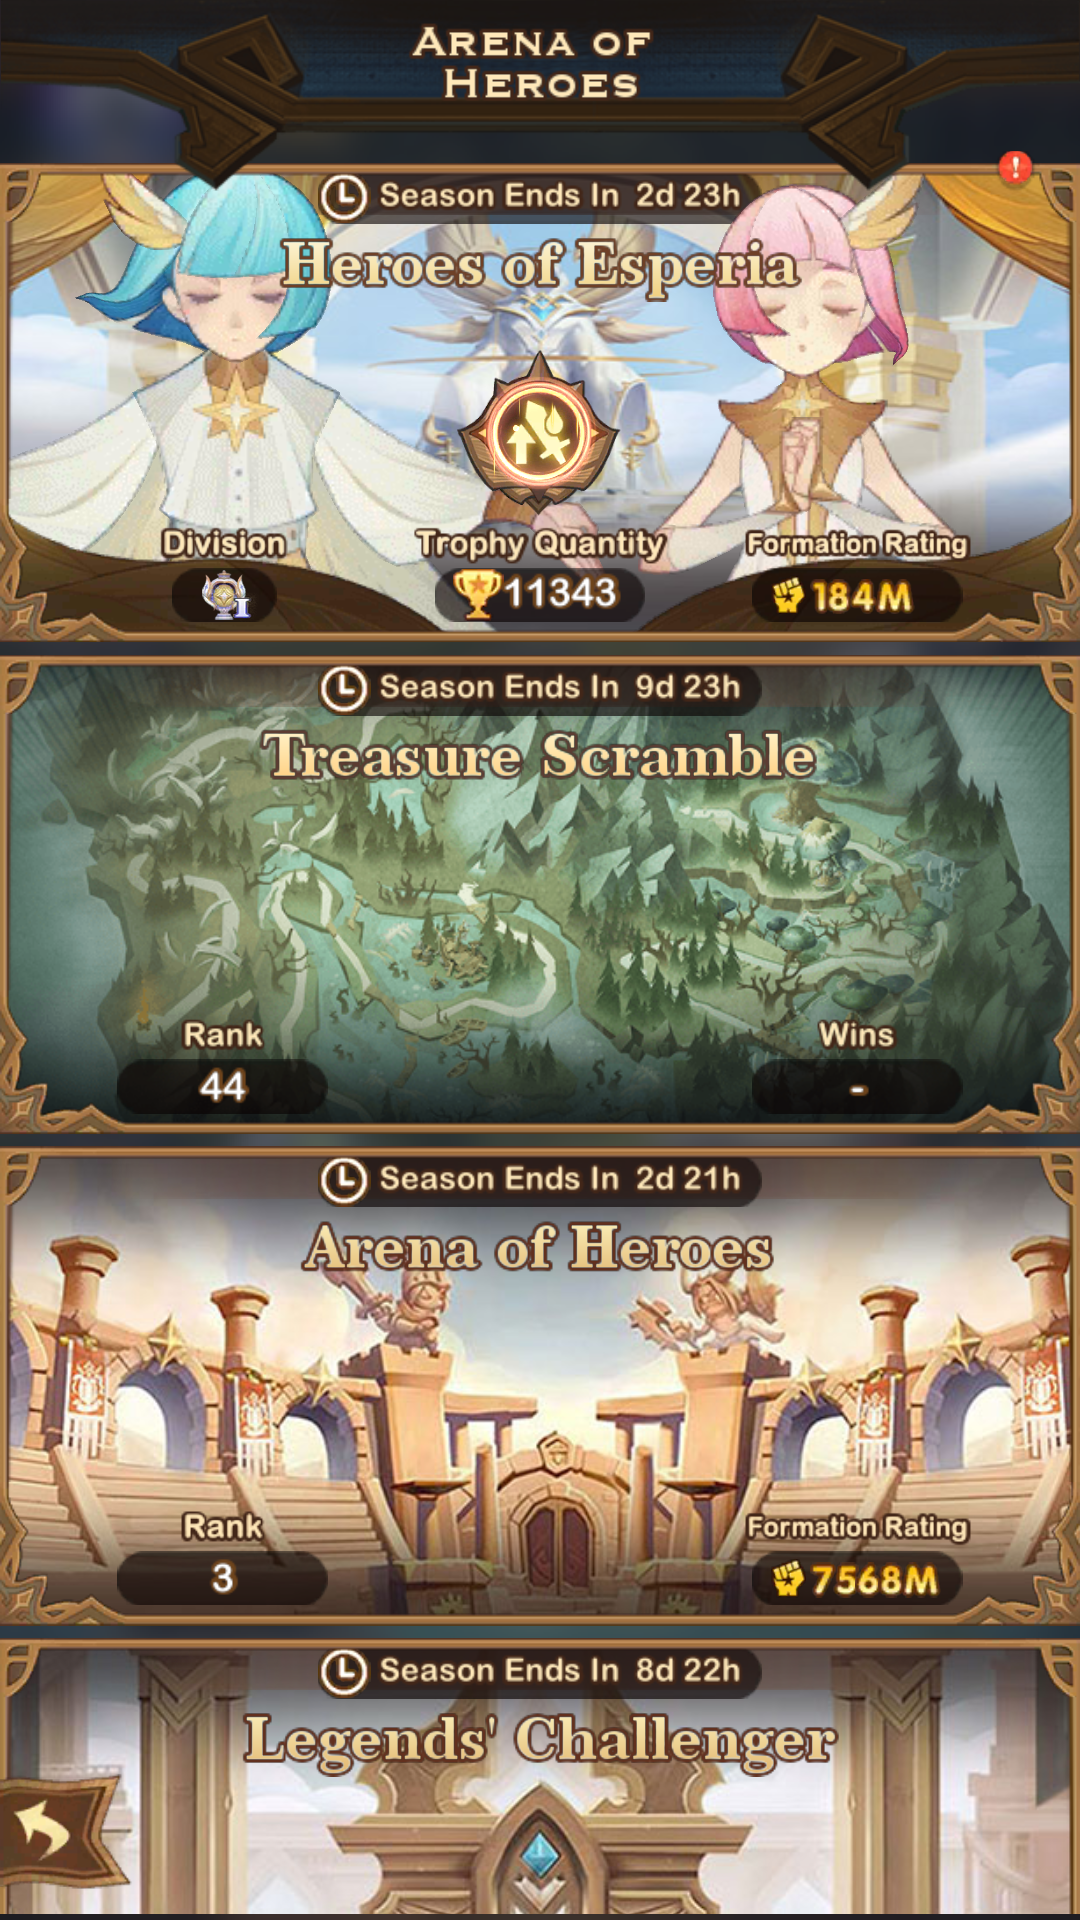 ARENA OF
HEROES
Season Ends In 2d 23h
Heroes of Esperia
Division
Trophy Quantity
Formation Rating
I
11343
184M
Season Ends In 9d 23h
Treasure Scramble
Rank
Wins
44
-
Season Ends In 2d 21h
Arena of Heroes
Rank
Formation Rating
3
7568M
Season Ends In 8d 22h
Legends' Challenger